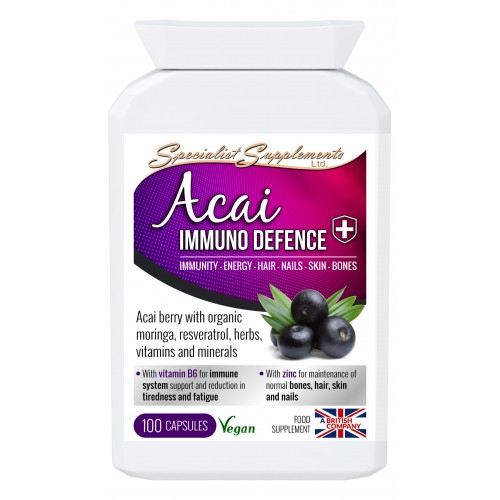 Specialist Supplements
Ltd.
Acai
IMMUNO DEFENCE
IMMUNITY - ENERGY - HAIR - NAILS - SKIN - BONES
Acai berry with organic
moringa, resveratrol, herbs,
vitamins and minerals
• With vitamin B6 for immune
system support and reduction in
tiredness and fatigue
• With zinc for maintenance of
normal bones, hair, skin
and nails
100 CAPSULES
Vegan
FOOD
SUPPLEMENT
A BRITISH
COMPANY